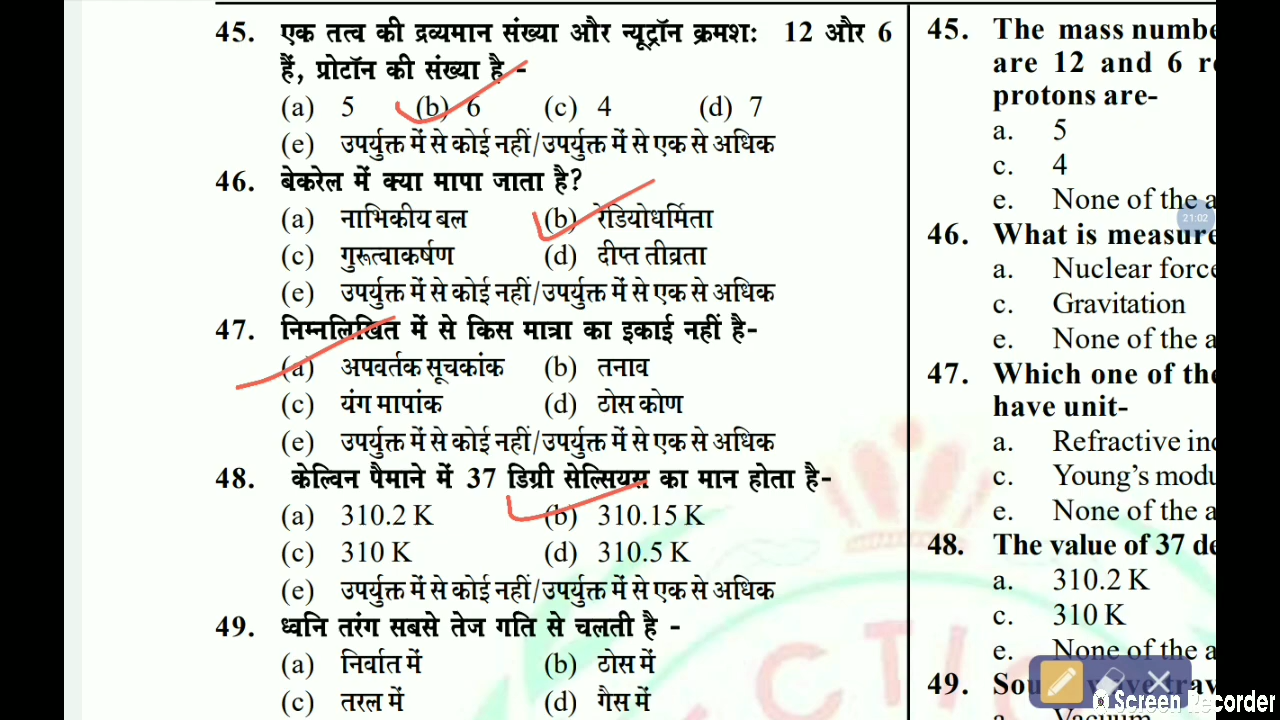 45. एक तत्व की द्रव्यमान संख्या और न्यूट्रॉन क्रमशः 12 और 6
हैं, प्रोटॉन की संख्या है -
(a) 5 (b) 6 (c) 4 (d) 7
(e) उपर्युक्त में से कोई नहीं/उपर्युक्त में से एक से अधिक
46. बेकरेल में क्या मापा जाता है?
(a) नाभिकीय बल (b) रेडियोधर्मिता
(c) गुरूत्वाकर्षण (d) दीप्त तीव्रता
(e) उपर्युक्त में से कोई नहीं/उपर्युक्त में से एक से अधिक
47. निम्नलिखित में से किस मात्रा का इकाई नहीं है-
(a) अपवर्तक सूचकांक (b) तनाव
(c) यंग मापांक (d) ठोस कोण
(e) उपर्युक्त में से कोई नहीं/उपर्युक्त में से एक से अधिक
48. केल्विन पैमाने में 37 डिग्री सेल्सियस का मान होता है-
(a) 310.2 K (b) 310.15 K
(c) 310 K (d) 310.5 K
(e) उपर्युक्त में से कोई नहीं/उपर्युक्त में से एक से अधिक
49. ध्वनि तरंग सबसे तेज गति से चलती है -
(a) निर्वात में (b) ठोस में
(c) तरल में (d) गैस में
45. The mass numbe
are 12 and 6 r
protons are-
a. 5
c. 4
e. None of the a
21:02
46. What is measure
a. Nuclear force
c. Gravitation
e. None of the a
47. Which one of the
have unit-
a. Refractive in
c. Young's modu
e. None of the a
48. The value of 37 de
a. 310.2 K
c. 310 K
e. None of the a
49. Sou trav
a. Vacuum
CTIO
Screen Recorder